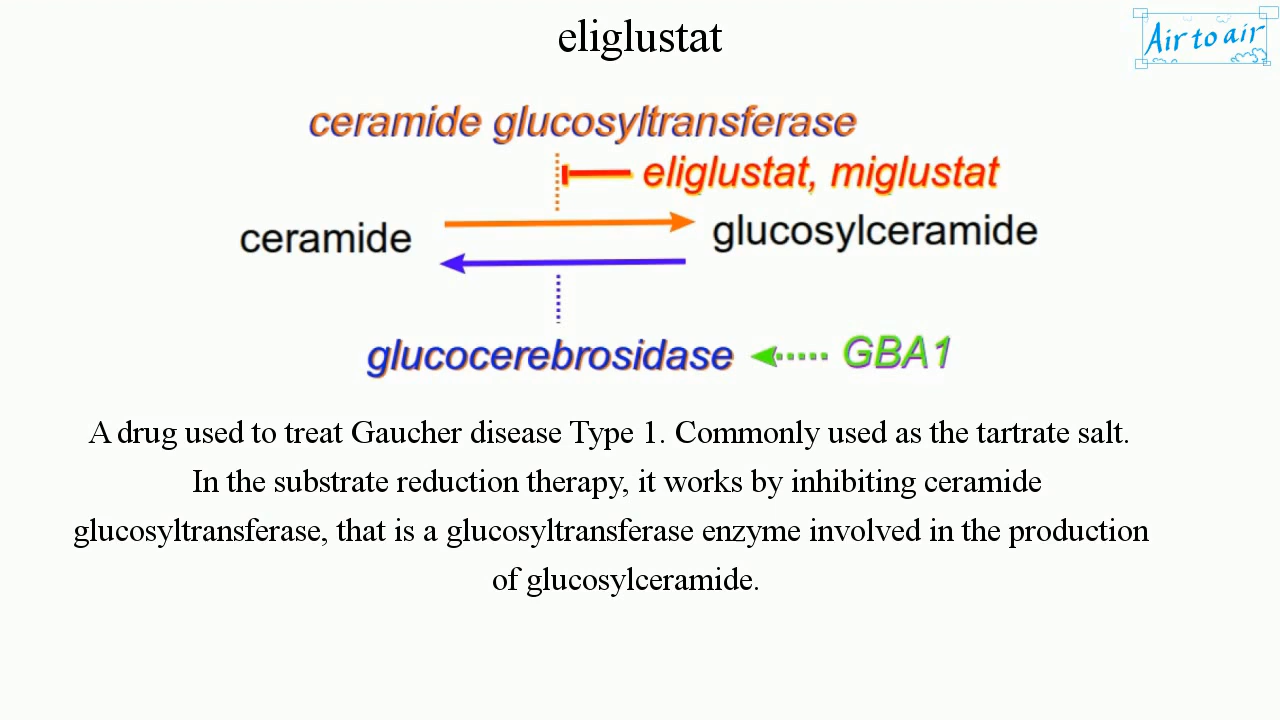 eliglustat
Air to air
ceramide glucosyltransferase
eliglustat, miglustat
ceramide
glucosylceramide
glucocerebrosidase
GBA1
A drug used to treat Gaucher disease Type 1. Commonly used as the tartrate salt.
In the substrate reduction therapy, it works by inhibiting ceramide
glucosyltransferase, that is a glucosyltransferase enzyme involved in the production
of glucosylceramide.